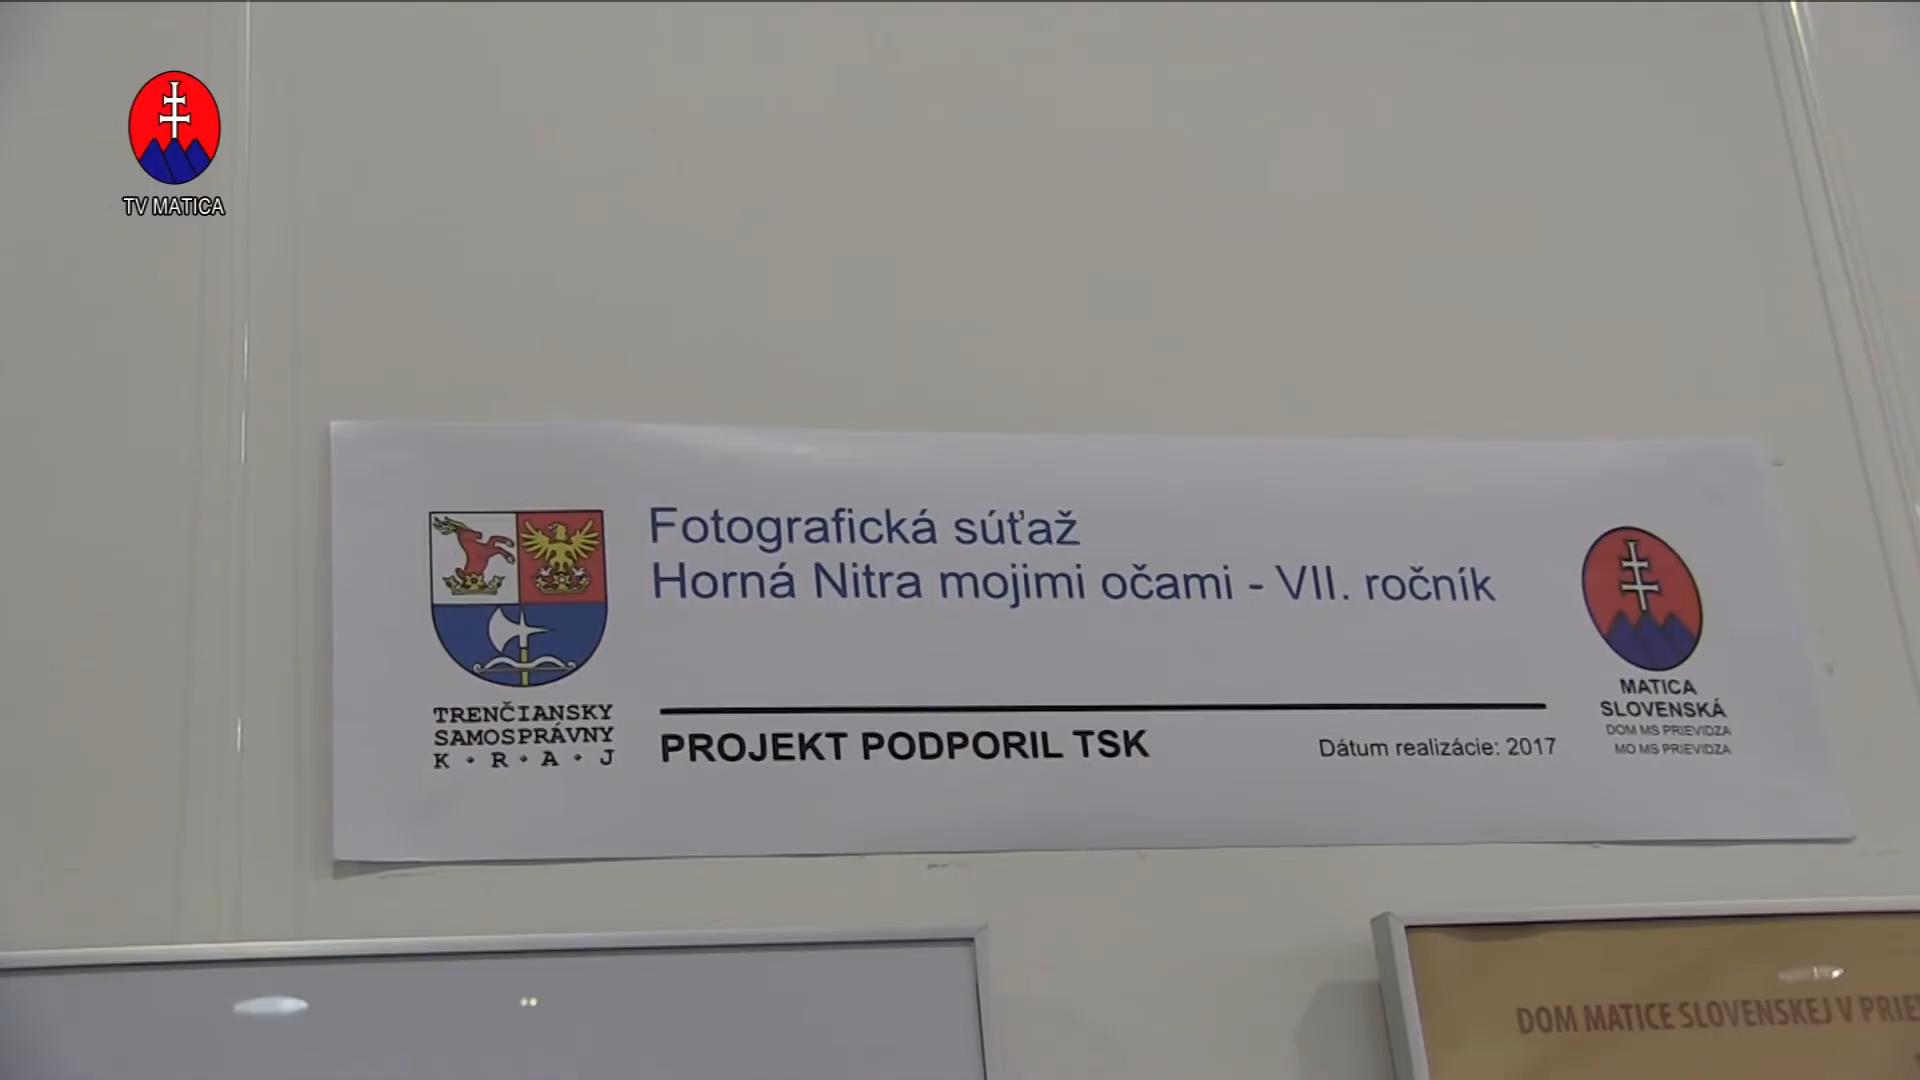 TV MATICA
Fotografická súťaž
Horná Nitra mojimi očami - VII. ročník
TRENČIANSKY
SAMOSPRÁVNY
K • R • A • J
PROJEKT PODPORIL TSK
Dátum realizácie: 2017
MATICA
SLOVENSKÁ
DOM MS PRIEVIDZA
MO MS PRIEVIDZA
DOM MATICE SLOVENSKEJ V PRIE